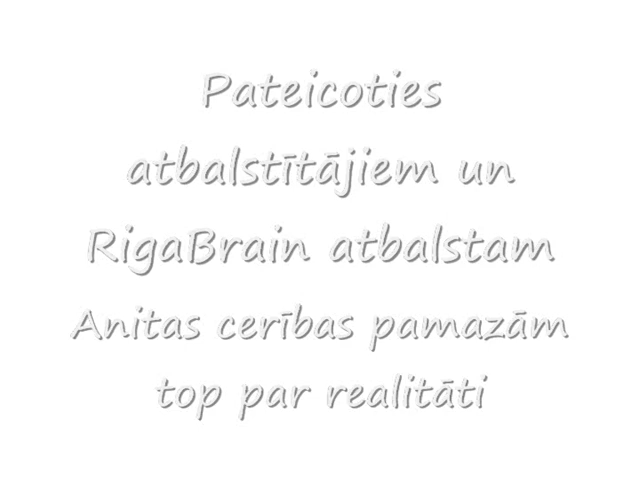 Pateicoties
atbalstītājiem un
RigaBrain atbalstam
Anitas cerības pamazām
top par realitāti